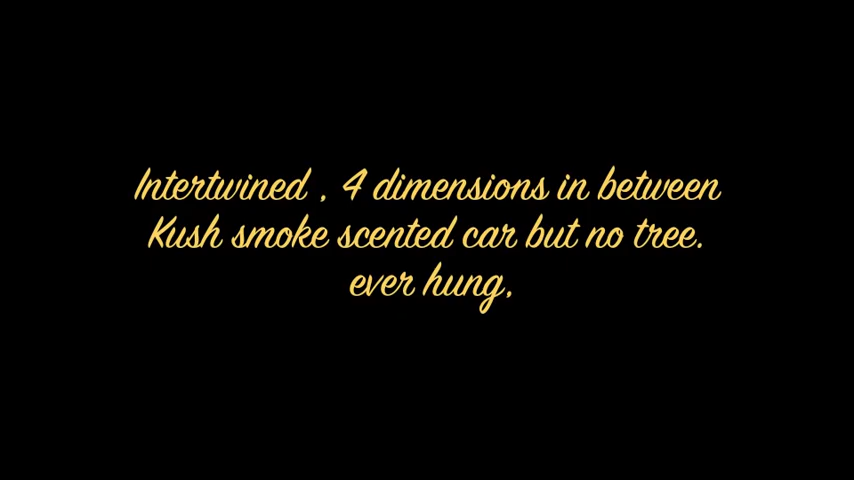 Intertwined , 4 dimensions in between
Kush smoke scented car but no tree.
ever hung,